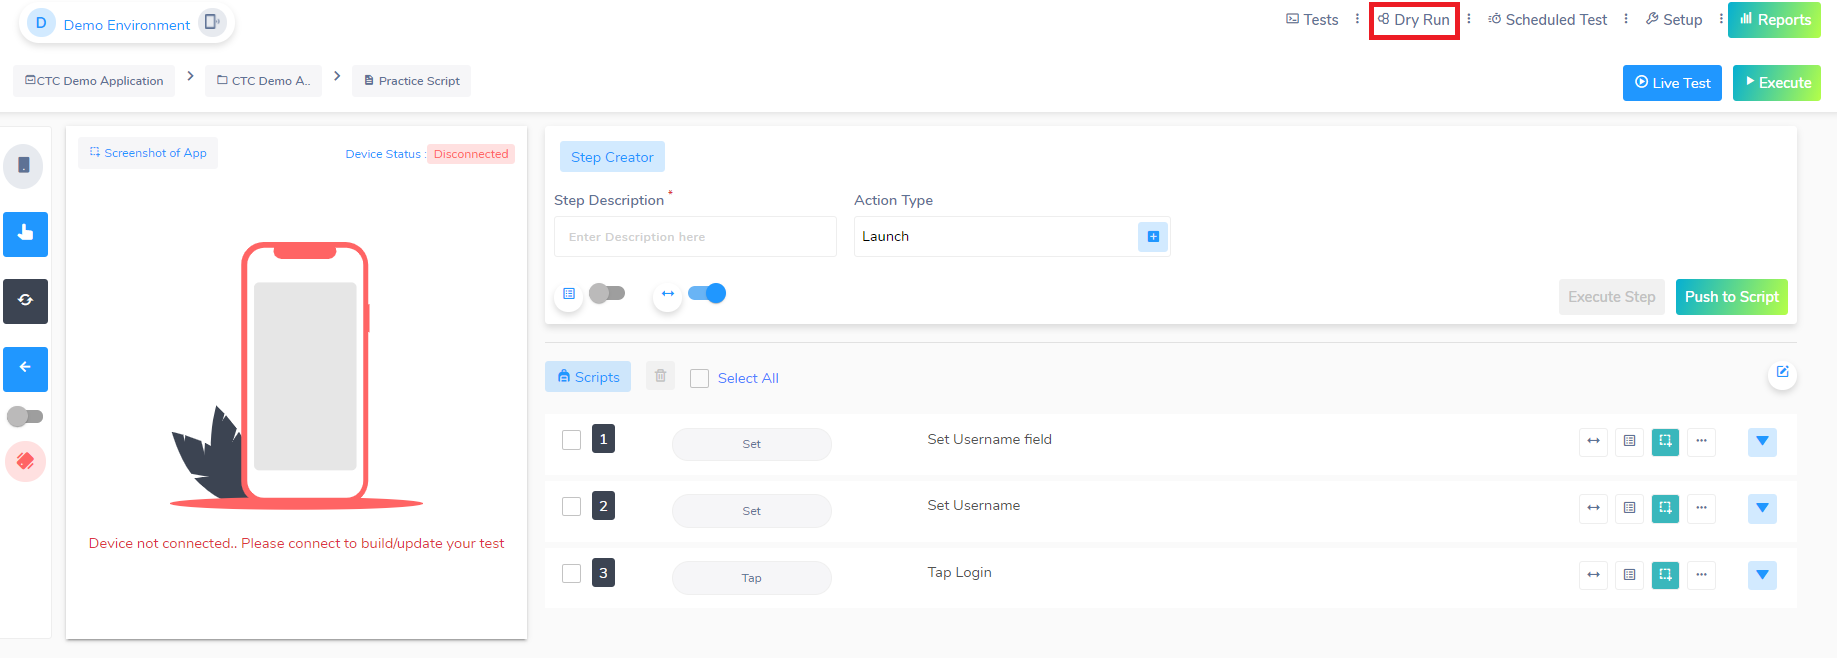 D Demo Environment
Tests Dry Run Scheduled Test Setup Reports
CTC Demo Application CTC Demo A.. Practice Script
Live Test Execute
Screenshot of App Device Status : Disconnected
Device not connected.. Please connect to build/update your test
Step Creator
Step Description * Action Type
Enter Description here Launch
Execute Step Push to Script
Scripts Select All
1 Set Set Username field
2 Set Set Username
3 Tap Tap Login